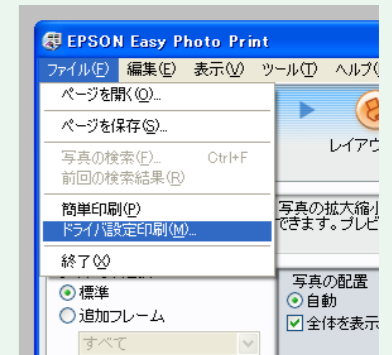 EPSON Easy Photo Print
ファイル(F) 編集(E) 表示(V) ツール(T) ヘルプ(
ページを開く(O)...
ページを保存(S)...
写真の検索(F)... Ctrl+F
前回の検索結果(R)
簡単印刷(P)
ドライバ設定印刷(M)...
終了(X)
レイアウ
写真の拡大縮小
できます。プレビ
標準
追加フレーム
すべて
写真の配置
自動
全体を表示